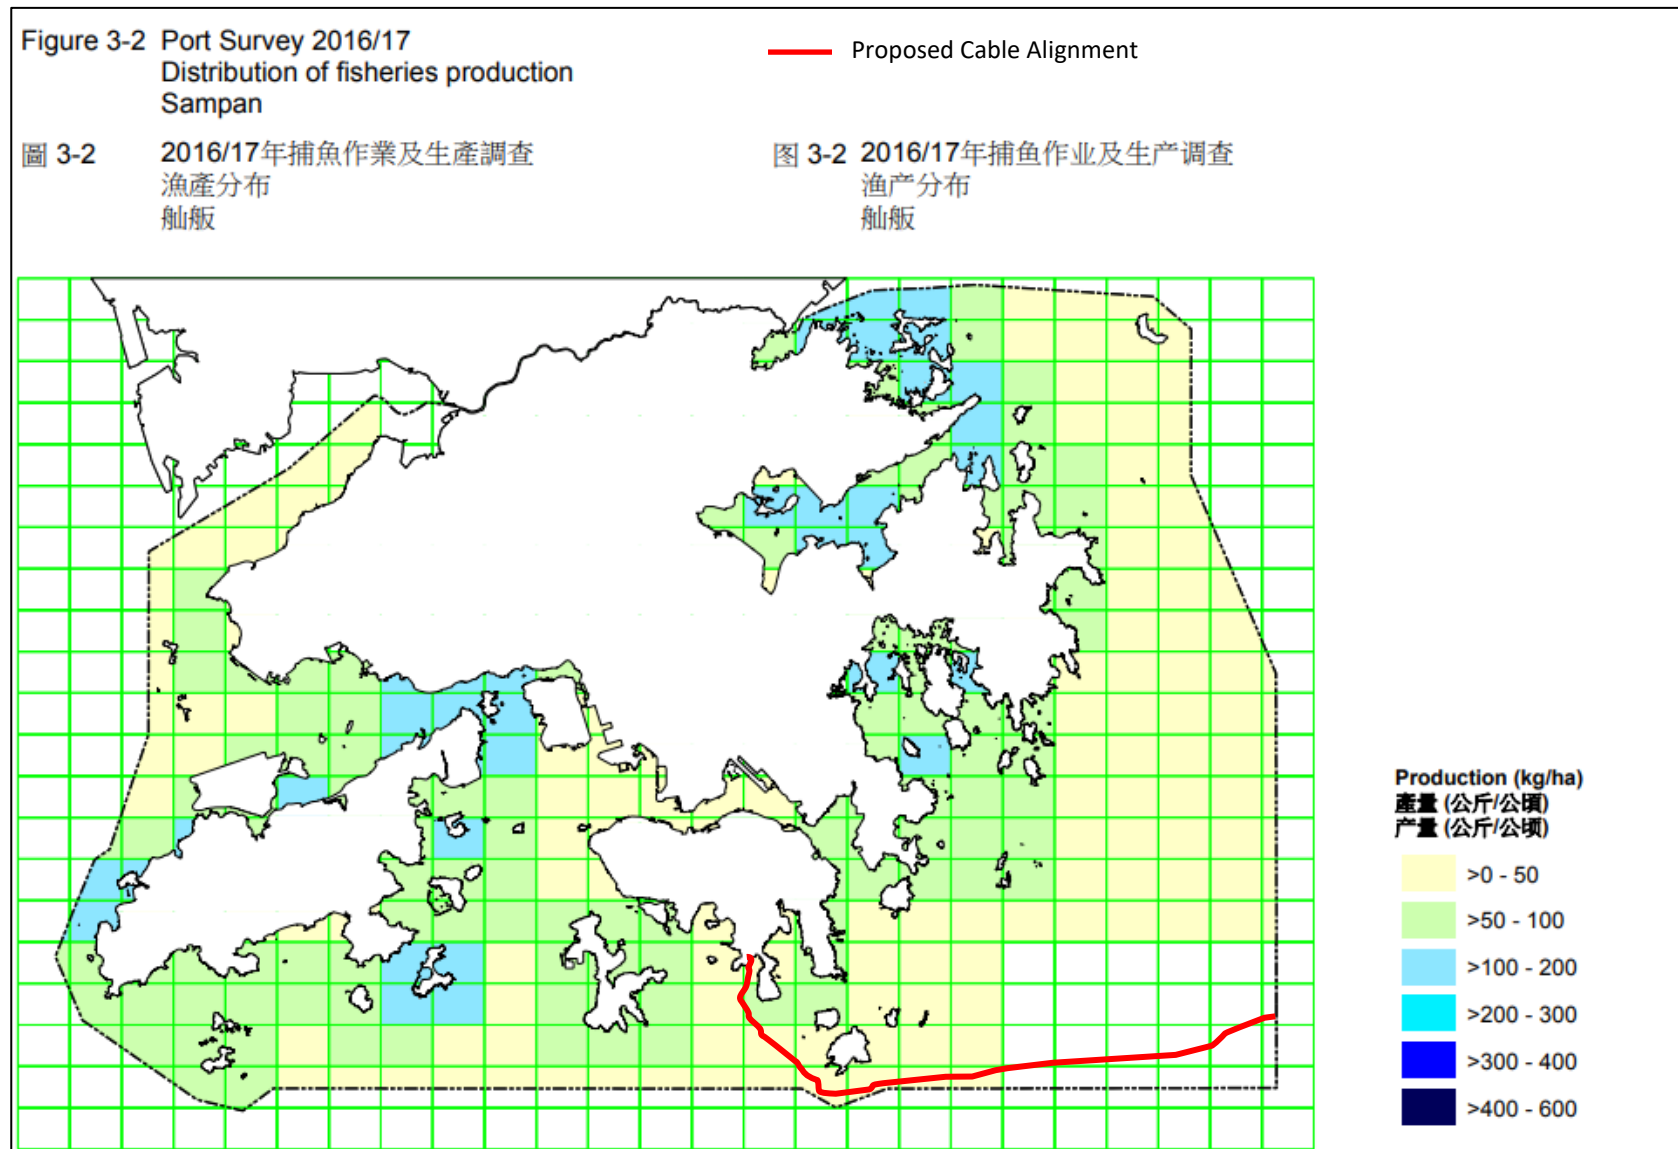 Figure 3-2 Port Survey 2016/17
Distribution of fisheries production
Sampan
Proposed Cable Alignment
圖 3-2 2016/17年捕魚作業及生產調查
漁產分布
舢舨
图 3-2 2016/17年捕鱼作业及生产调查
渔产分布
舢舨
Production (kg/ha)
產量 (公斤/公頃)
产量 (公斤/公顷)
>0 - 50
>50 - 100
>100 - 200
>200 - 300
>300 - 400
>400 - 600